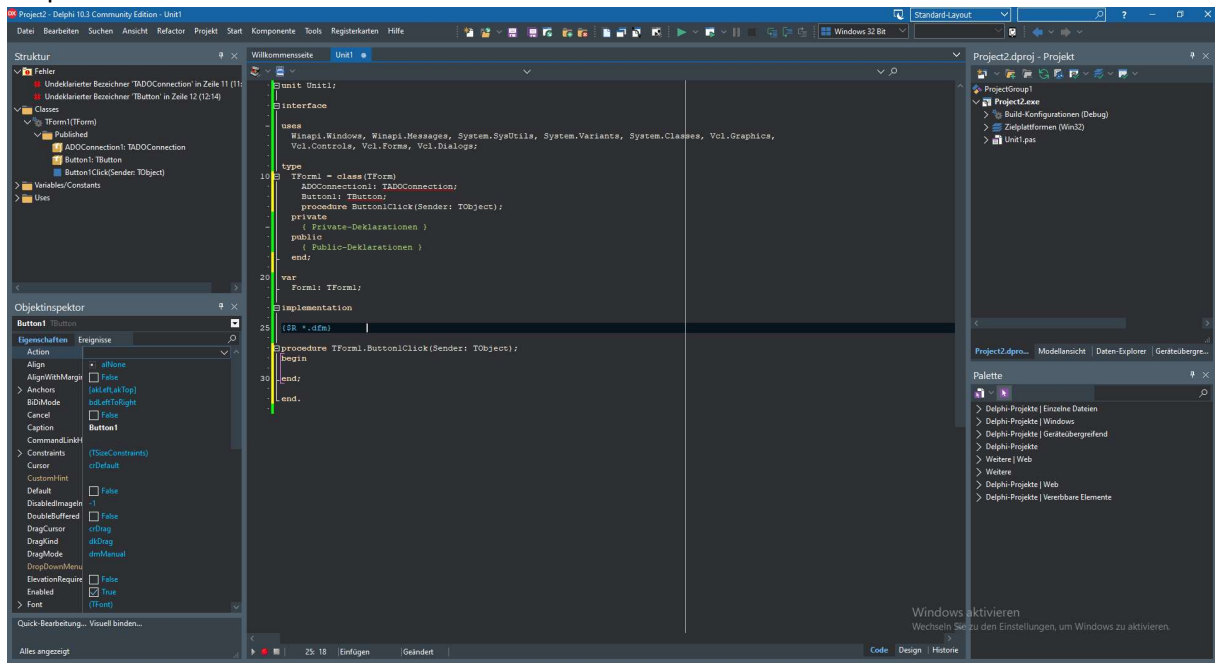 Project2 - Delphi 10.3 Community Edition - Unit1
Standard-Layout
Datei Bearbeiten Suchen Ansicht Refactor Projekt Start Komponente Tools Registerkarten Hilfe
Windows 32 Bit
Struktur
Fehler
Undeklarierter Bezeichner 'TADOConnection' in Zeile 11 (11:
Undeklarierter Bezeichner 'TButton' in Zeile 12 (12:14)
Classes
TForm1(TForm)
Published
ADOConnection1: TADOConnection
Button1: TButton
Button1Click(Sender: TObject)
Variables/Constants
Uses
Objektinspektor
Button1 TButton
Eigenschaften Ereignisse
Action
Align alNone
AlignWithMargin False
Anchors [akLeft,akTop]
BiDiMode bdLeftToRight
Cancel False
Caption Button1
CommandLinkH
Constraints (TSizeConstraints)
Cursor crDefault
CustomHint
Default False
DisabledImageIn -1
DoubleBuffered False
DragCursor crDrag
DragKind dkDrag
DragMode dmManual
DropDownMenu
ElevationRequire False
Enabled True
Font (TFont)
Quick-Bearbeitung... Visuell binden...
Alles angezeigt
Willkommensseite Unit1
unit Unit1;
interface
uses
Winapi.Windows, Winapi.Messages, System.SysUtils, System.Variants, System.Classes, Vcl.Graphics,
Vcl.Controls, Vcl.Forms, Vcl.Dialogs;
type
10 TForm1 = class(TForm)
ADOConnection1: TADOConnection;
Button1: TButton;
procedure Button1Click(Sender: TObject);
private
{ Private-Deklarationen }
public
{ Public-Deklarationen }
end;
20 var
Form1: TForm1;
implementation
25 {$R *.dfm}
procedure TForm1.Button1Click(Sender: TObject);
begin
30 end;
end.
25: 18 Einfügen Geändert
Code Design Historie
Project2.dproj - Projekt
ProjectGroup1
Project2.exe
Build-Konfigurationen (Debug)
Zielplattformen (Win32)
Unit1.pas
Project2.dpro... Modellansicht Daten-Explorer Geräteübergre...
Palette
Delphi-Projekte | Einzelne Dateien
Delphi-Projekte | Windows
Delphi-Projekte | Geräteübergreifend
Delphi-Projekte
Weitere | Web
Weitere
Delphi-Projekte | Web
Delphi-Projekte | Vererbbare Elemente
Windows aktivieren
Wechseln Sie zu den Einstellungen, um Windows zu aktivieren.